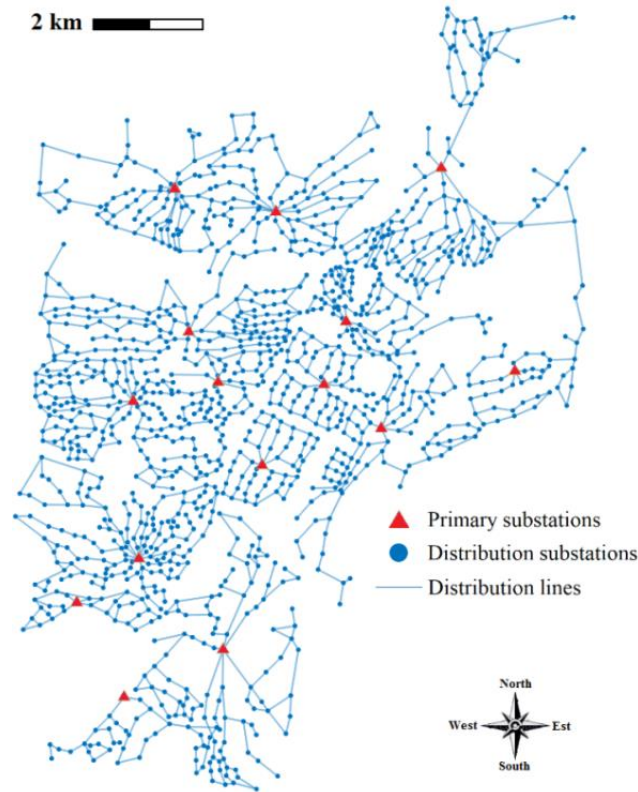 2 km
Primary substations
Distribution substations
Distribution lines
North
West Est
South